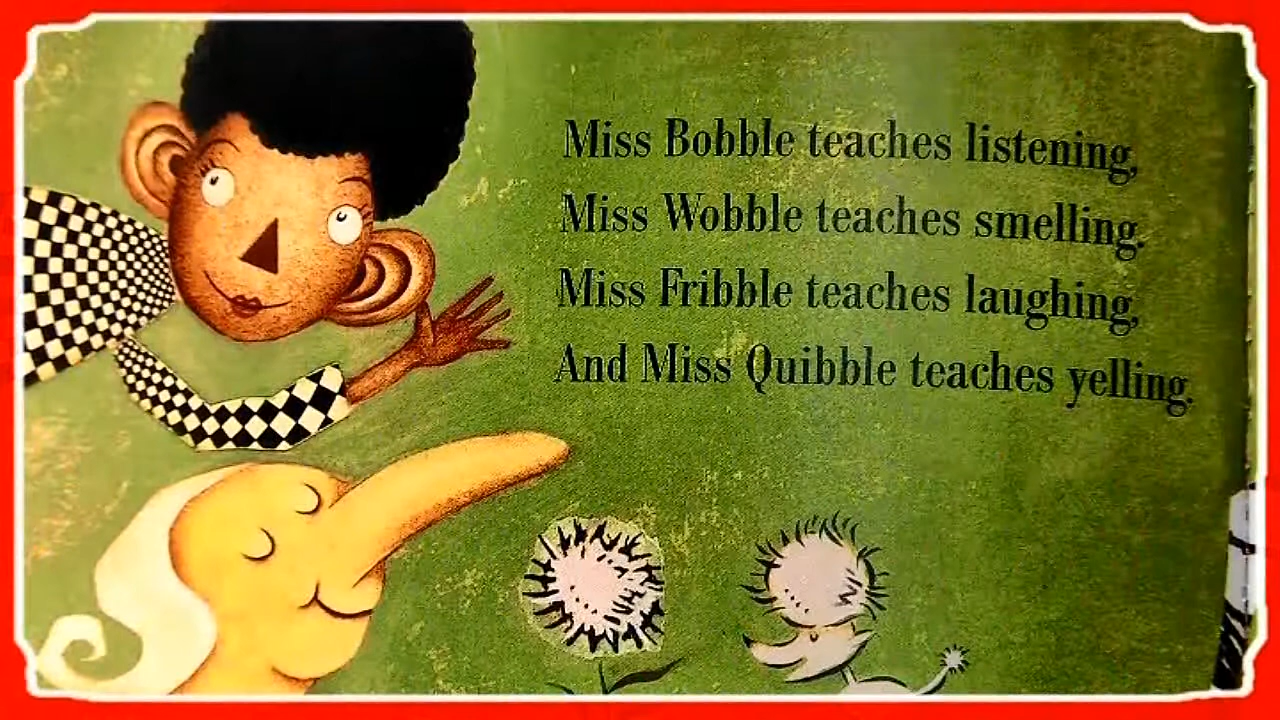 Miss Bobble teaches listening,
Miss Wobble teaches smelling.
Miss Fribble teaches laughing,
And Miss Quibble teaches yelling.